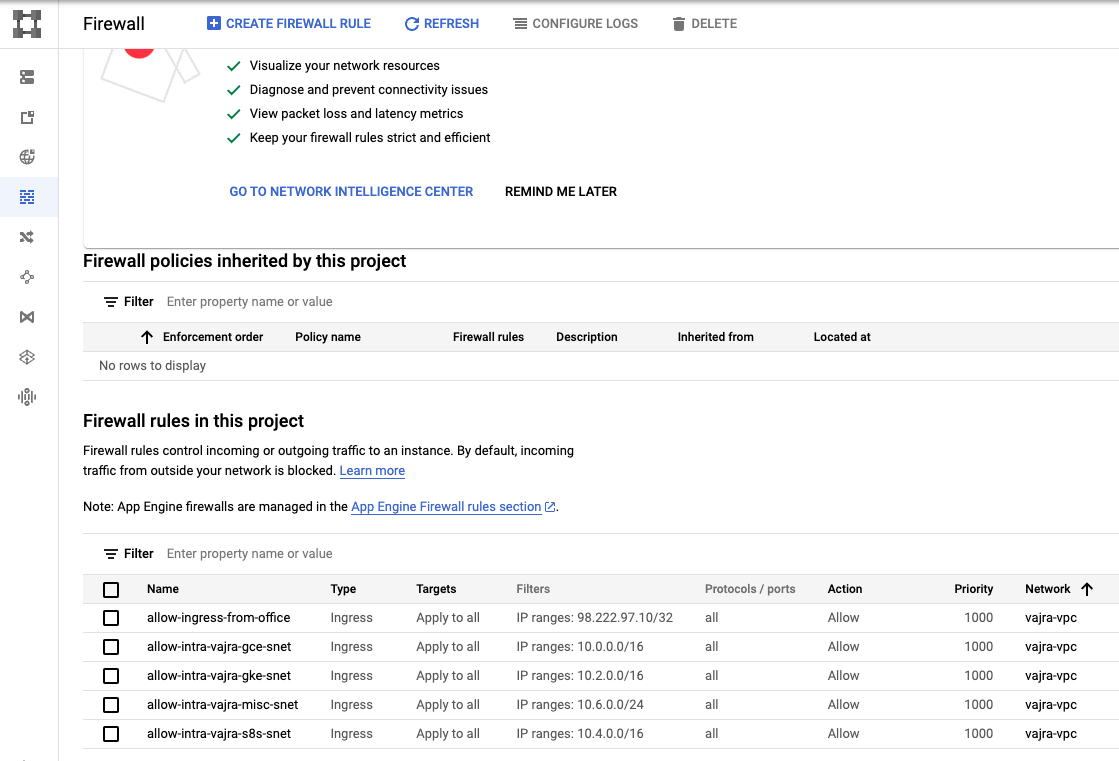 Firewall
CREATE FIREWALL RULE
REFRESH
CONFIGURE LOGS
DELETE
Visualize your network resources
Diagnose and prevent connectivity issues
View packet loss and latency metrics
Keep your firewall rules strict and efficient
GO TO NETWORK INTELLIGENCE CENTER
REMIND ME LATER
Firewall policies inherited by this project
Filter Enter property name or value
Enforcement order Policy name Firewall rules Description Inherited from Located at
No rows to display
Firewall rules in this project
Firewall rules control incoming or outgoing traffic to an instance. By default, incoming
traffic from outside your network is blocked. Learn more
Note: App Engine firewalls are managed in the App Engine Firewall rules section.
Filter Enter property name or value
Name Type Targets Filters Protocols / ports Action Priority Network
allow-ingress-from-office Ingress Apply to all IP ranges: 98.222.97.10/32 all Allow 1000 vajra-vpc
allow-intra-vajra-gce-snet Ingress Apply to all IP ranges: 10.0.0.0/16 all Allow 1000 vajra-vpc
allow-intra-vajra-gke-snet Ingress Apply to all IP ranges: 10.2.0.0/16 all Allow 1000 vajra-vpc
allow-intra-vajra-misc-snet Ingress Apply to all IP ranges: 10.6.0.0/24 all Allow 1000 vajra-vpc
allow-intra-vajra-s8s-snet Ingress Apply to all IP ranges: 10.4.0.0/16 all Allow 1000 vajra-vpc